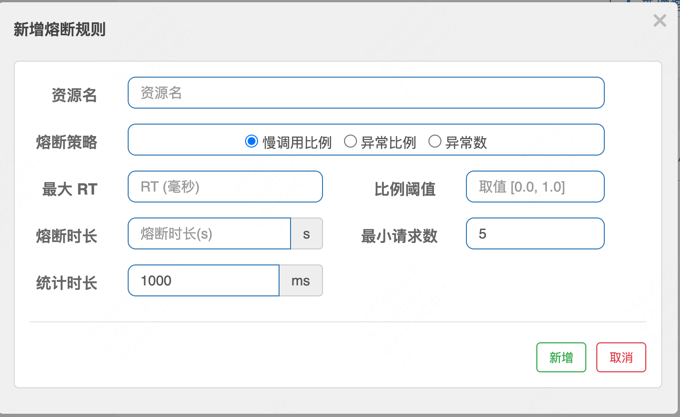 新增熔断规则
×
资源名 资源名
熔断策略 慢调用比例 异常比例 异常数
最大 RT RT (毫秒) 比例阈值 取值 [0.0, 1.0]
熔断时长 熔断时长(s) s 最小请求数 5
统计时长 1000 ms
新增 取消